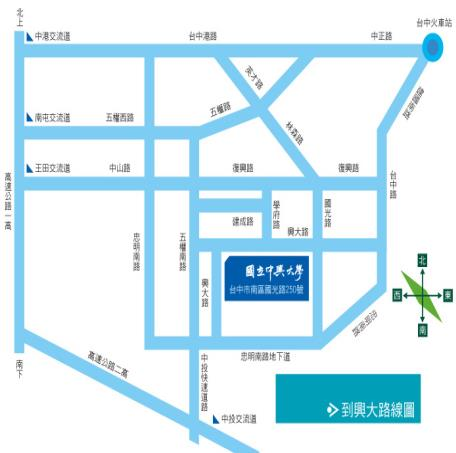 北上
台中火車站
中港交流道
台中港路
中正路
英才路
五權路
林森路
南屯交流道
五權西路
王田交流道
中山路
復興路
復興路
台中路
高速公路一高
學府路
國光路
建成路
興大路
忠明南路
五權南路
國立中興大學
台中市南區國光路250號
興大路
北
西
東
南
忠明南路地下道
南下
高速公路二高
中投快速道路
中投交流道
到興大路線圖